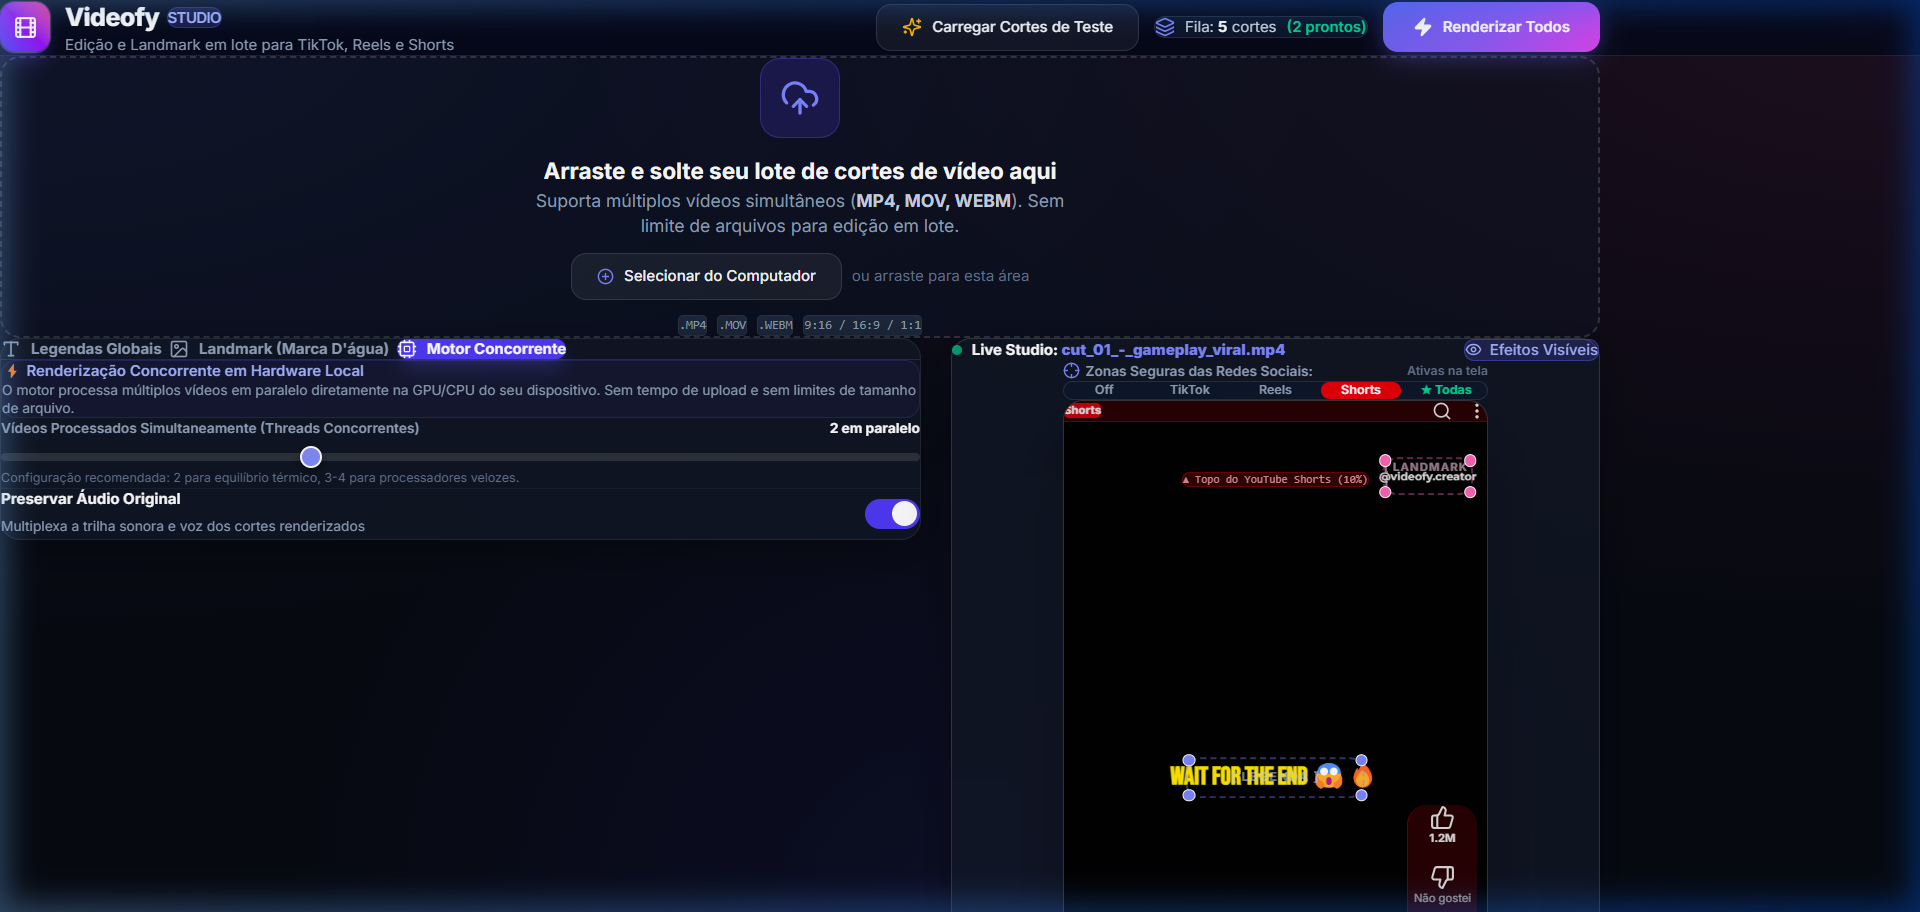 Videofy STUDIO
Edição e Landmark em lote para TikTok, Reels e Shorts
Carregar Cortes de Teste
Fila: 5 cortes (2 prontos)
Renderizar Todos
Arraste e solte seu lote de cortes de vídeo aqui
Suporta múltiplos vídeos simultâneos (MP4, MOV, WEBM). Sem
limite de arquivos para edição em lote.
Selecionar do Computador
ou arraste para esta área
.MP4 .MOV .WEBM 9:16 / 16:9 / 1:1
Legendas Globais
Landmark (Marca D'água)
Motor Concorrente
Renderização Concorrente em Hardware Local
O motor processa múltiplos vídeos em paralelo diretamente na GPU/CPU do seu dispositivo. Sem tempo de upload e sem limites de tamanho
de arquivo.
Vídeos Processados Simultaneamente (Threads Concorrentes)
2 em paralelo
Configuração recomendada: 2 para equilíbrio térmico, 3-4 para processadores velozes.
Preservar Áudio Original
Multiplexa a trilha sonora e voz dos cortes renderizados
Live Studio: cut_01_-_gameplay_viral.mp4
Efeitos Visíveis
Zonas Seguras das Redes Sociais:
Ativas na tela
Off TikTok Reels Shorts ★ Todas
Shorts
LANDMARK
@videofy.creator
▲ Topo do YouTube Shorts (10%)
WAIT FOR THE END 😱 🔥
1.2M
Não gostei